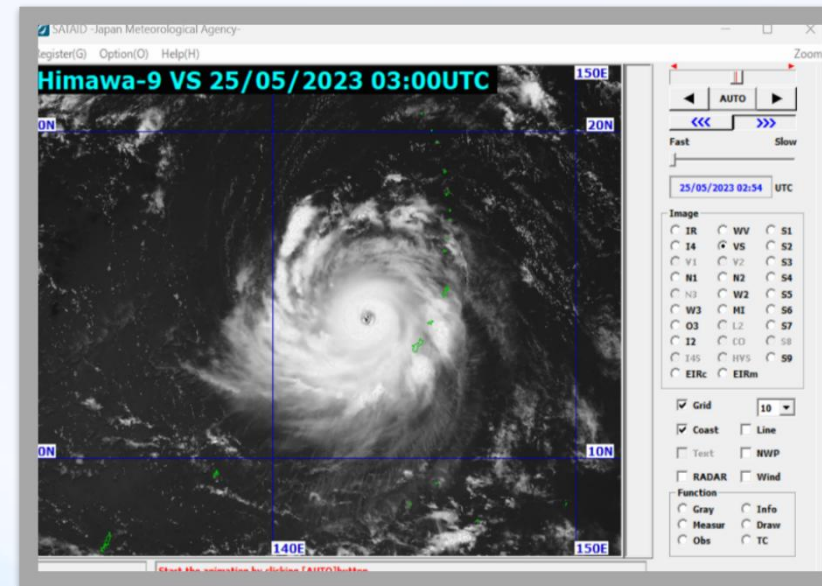 SATAID -Japan Meteorological Agency-
Register(G) Option(O) Help(H) Zoom
Himawa-9 VS 25/05/2023 03:00UTC
150E
0N 20N
0N 10N
140E 150E
AUTO
<<< >>>
Fast Slow
25/05/2023 02:54 UTC
Image
IR WV S1
I4 VS S2
V1 V2 S3
N1 N2 S4
N3 W2 S5
W3 MI S6
O3 L2 S7
I2 CO S8
I4S HVS S9
EIRc EIRm
Grid 10
Coast Line
Text NWP
RADAR Wind
Function
Gray Info
Measur Draw
Obs TC
Start the animation by clicking [AUTO]button